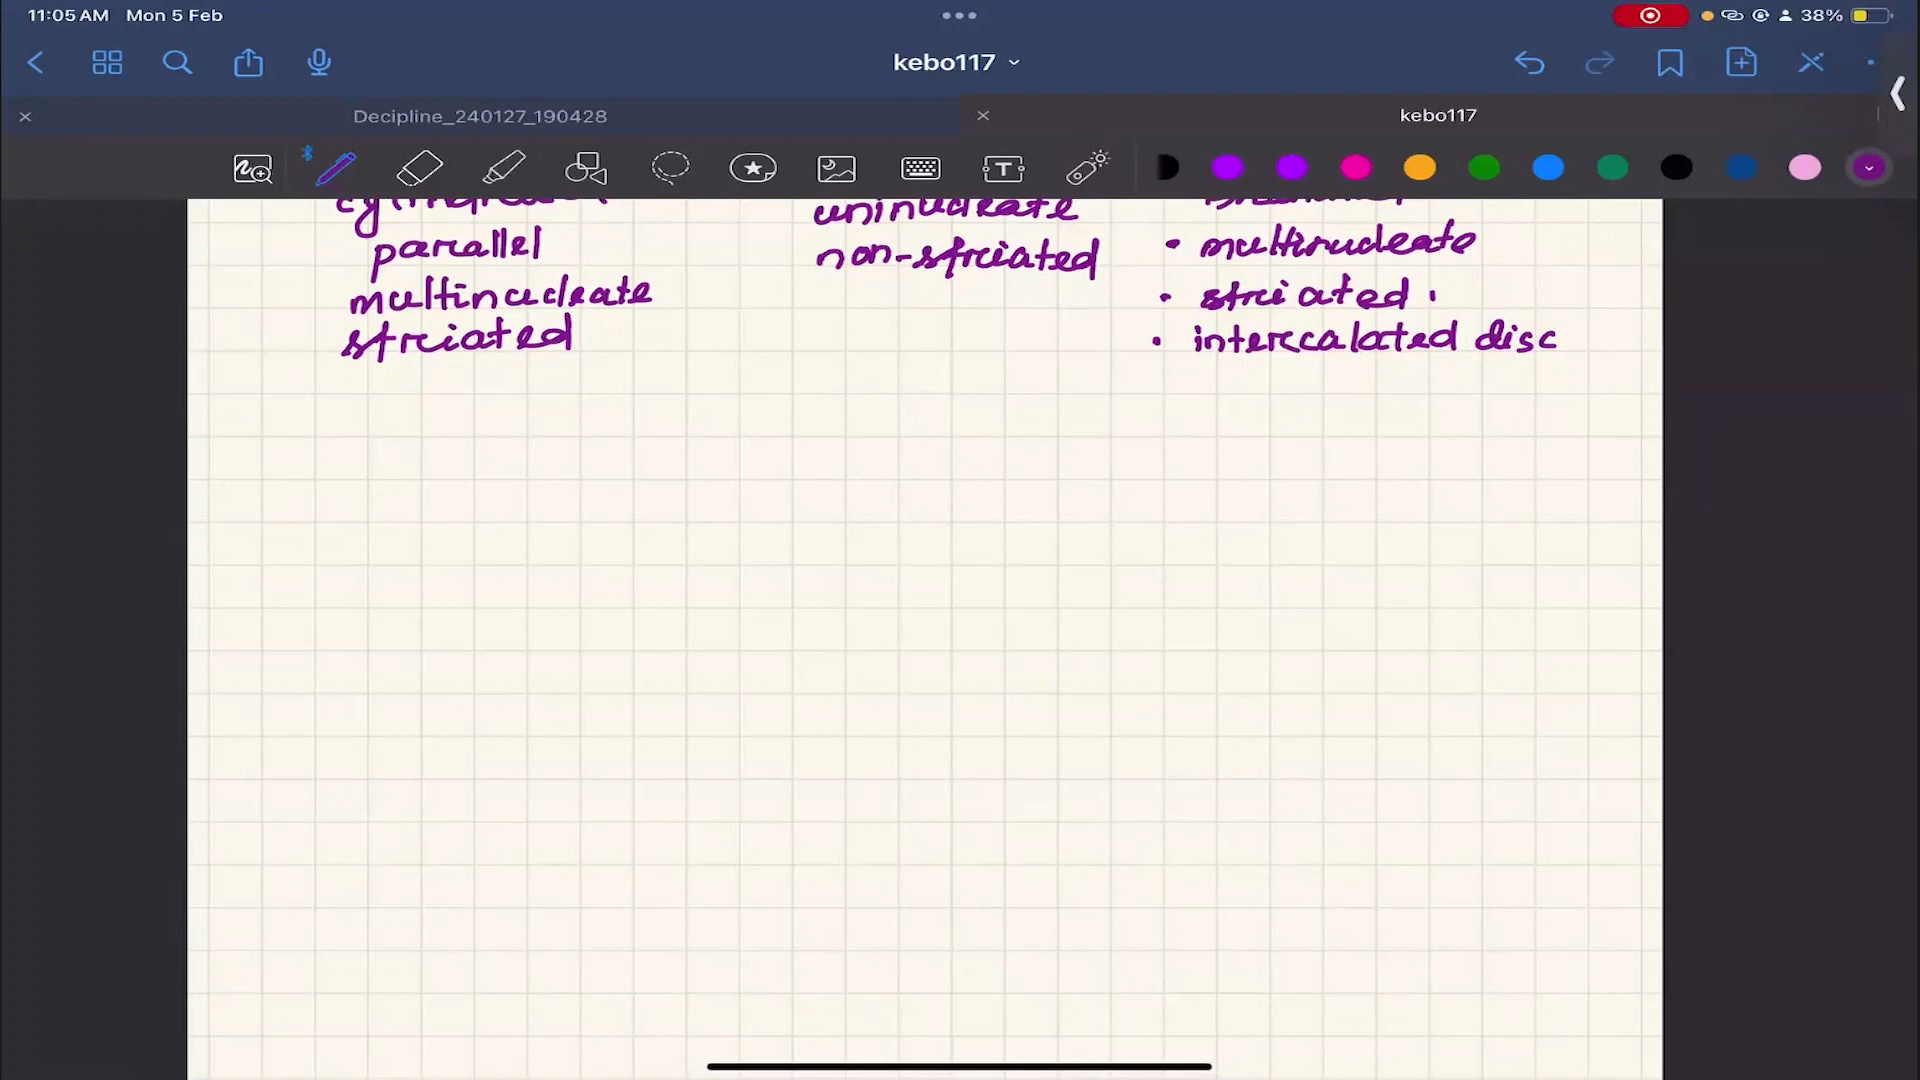 11:05 AM Mon 5 Feb
38%
kebo117
Decipline_240127_190428
kebo117
T
uninucleate
parallel
non-striated
• multinucleate
multinucleate
• striated
striated
• intercalated disc